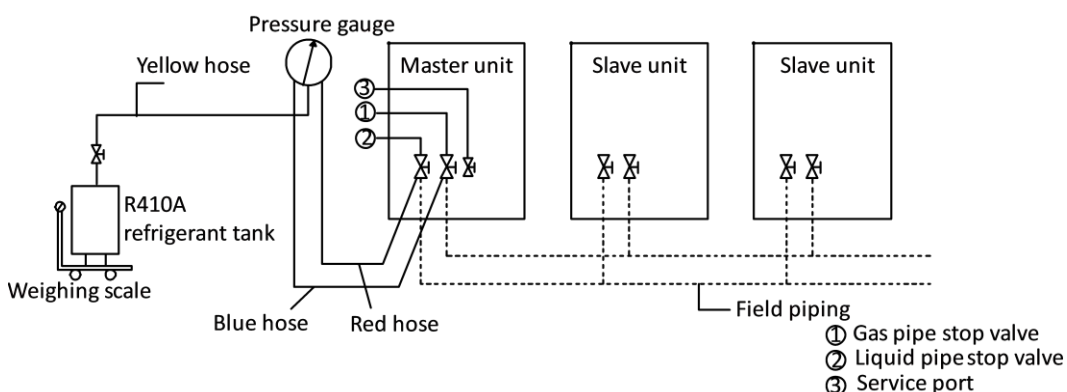 Pressure gauge
Yellow hose
Master unit
Slave unit
Slave unit
③
①
②
R410A
refrigerant tank
Weighing scale
Blue hose
Red hose
Field piping
① Gas pipe stop valve
② Liquid pipe stop valve
③ Service port